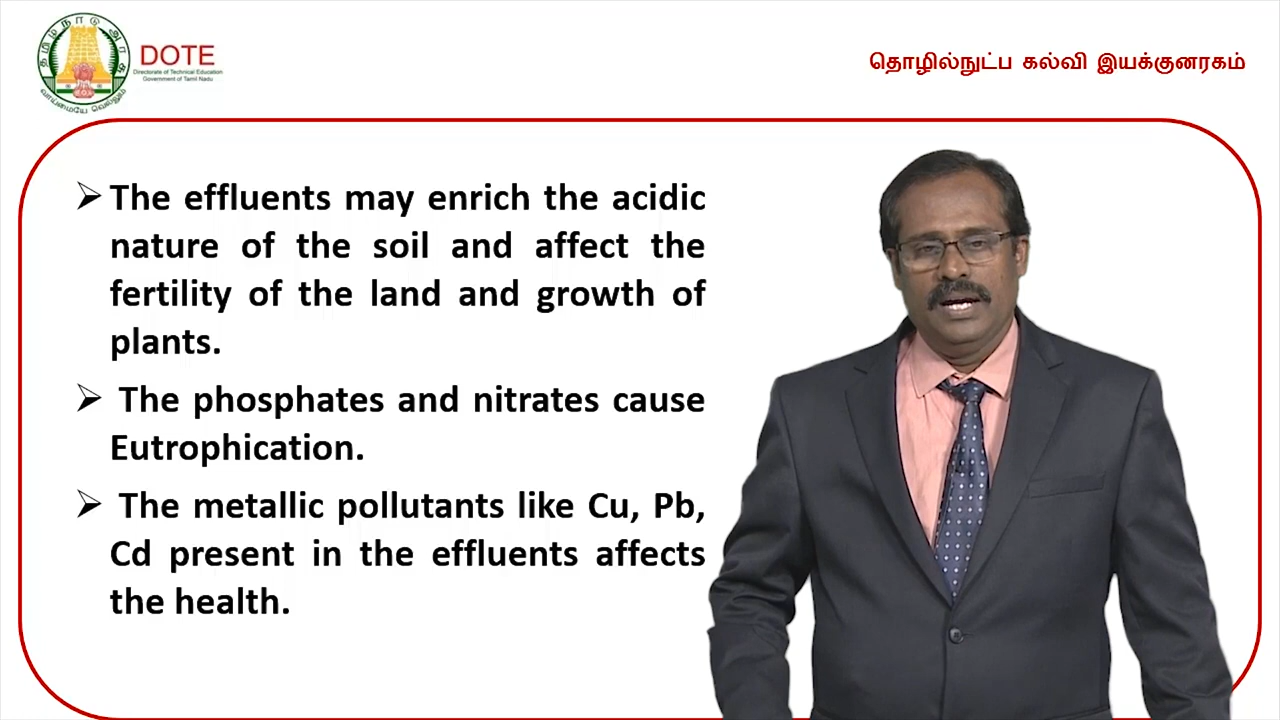 தமிழ்நாடு அரசு
வாய்மையே வெல்லும்
DOTE
Directorate of Technical Education
Government of Tamil Nadu
தொழில்நுட்ப கல்வி இயக்குனரகம்
➢ The effluents may enrich the acidic
nature of the soil and affect the
fertility of the land and growth of
plants.
➢ The phosphates and nitrates cause
Eutrophication.
➢ The metallic pollutants like Cu, Pb,
Cd present in the effluents affects
the health.